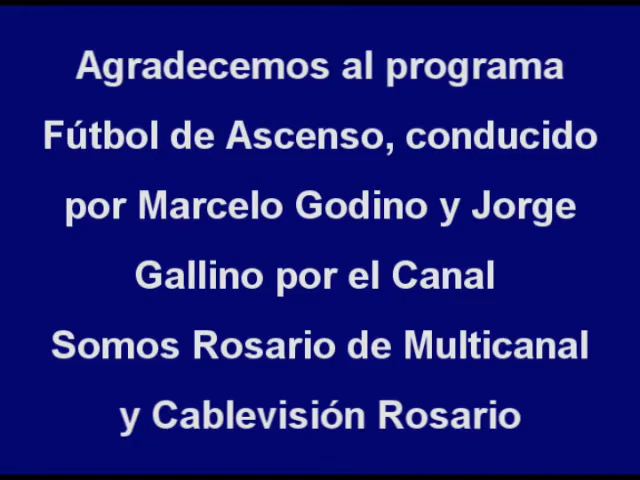 Agradecemos al programa
Fútbol de Ascenso, conducido
por Marcelo Godino y Jorge
Gallino por el Canal
Somos Rosario de Multicanal
y Cablevisión Rosario